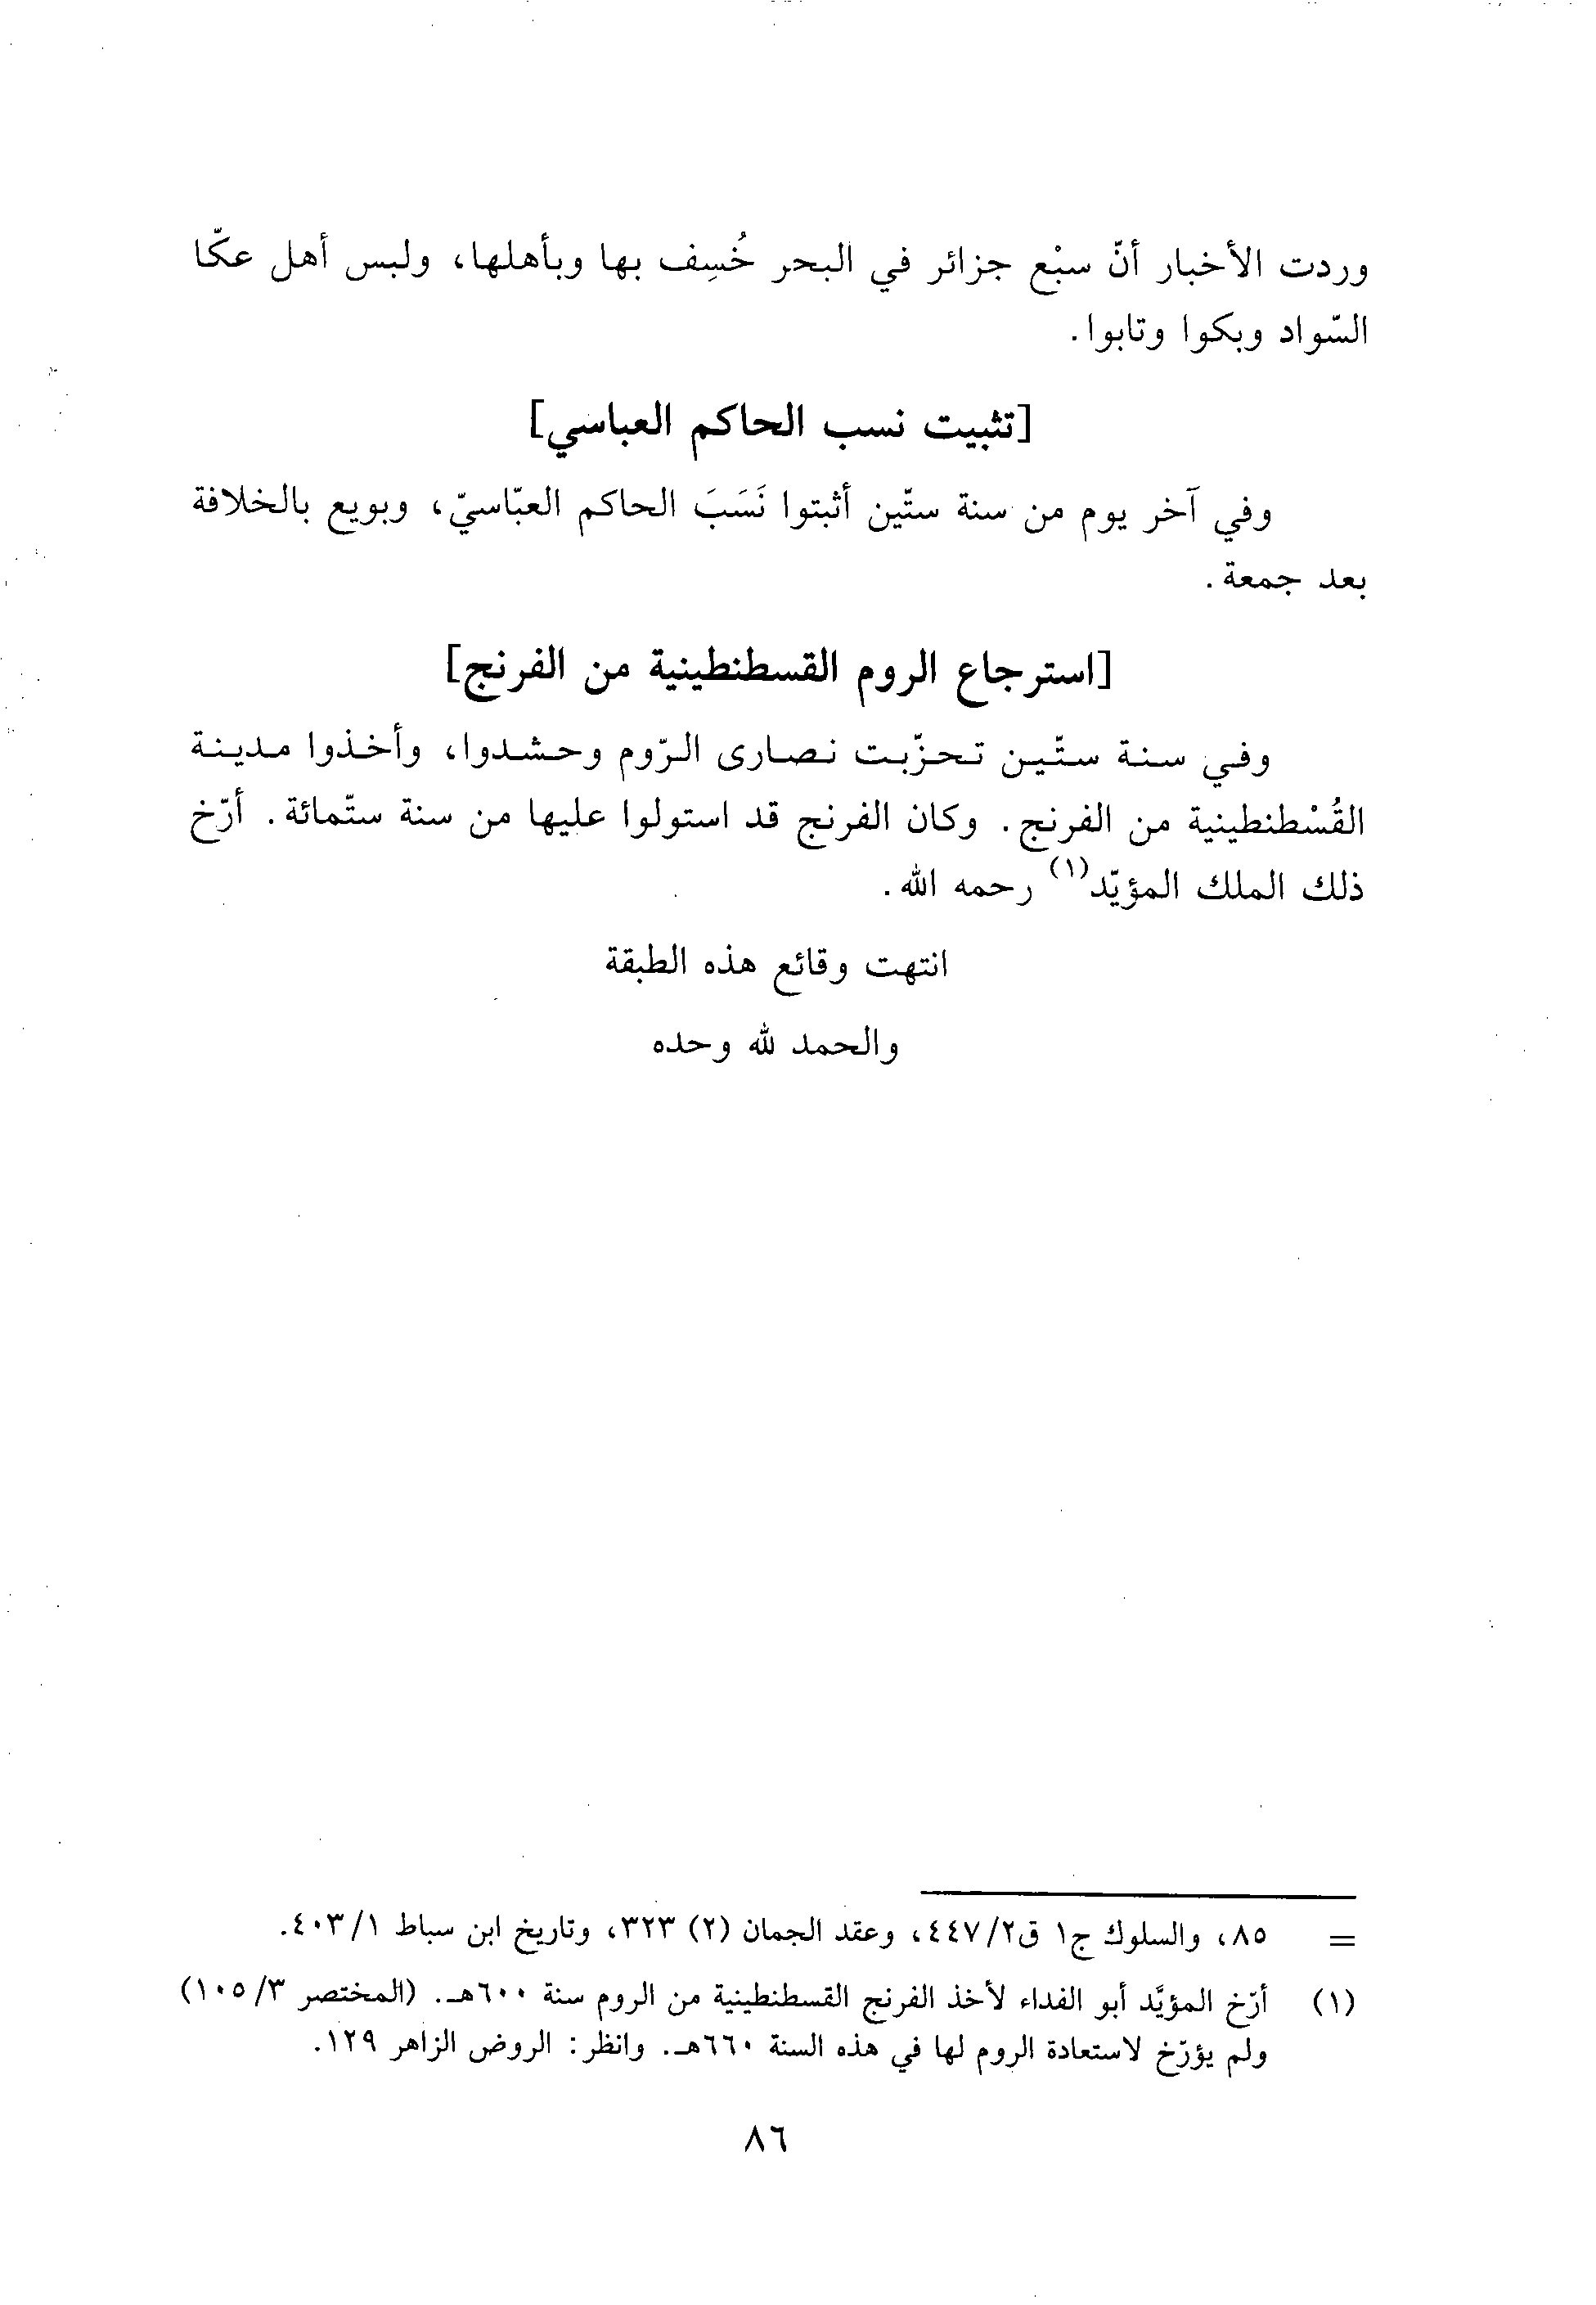 وردت الأخبار أنّ سبْع جزائر في البحر خُسِف بها وبأهلها، ولبس أهل عكّا
السّواد وبكوا وتابوا.
[تثبيت نسب الحاكم العباسي]
وفي آخر يوم من سنة ستّين أثبتوا نَسَبَ الحاكم العبّاسيّ، وبويع بالخلافة
بعد جمعة.
[استرجاع الروم القسطنطينية من الفرنج]
وفي سنة ستّين تحزّبت نصارى الرّوم وحشدوا، وأخذوا مدينة
القُسْطنطينية من الفرنج. وكان الفرنج قد استولوا عليها من سنة ستّمائة. أرّخ
ذلك الملك المؤيّد(١) رحمه الله.
انتهت وقائع هذه الطبقة
والحمد لله وحده
= ٨٥، والسلوك ج١ ق٢/٤٤٧، وعقد الجمان (٢) ٣٢٣، وتاريخ ابن سباط ١/٤٠٣.
(١) أرّخ المؤيَّد أبو الفداء لأخذ الفرنج القسطنطينية من الروم سنة ٦٠٠هـ. (المختصر ٣/١٠٥)
ولم يؤرّخ لاستعادة الروم لها في هذه السنة ٦٦٠هـ. وانظر: الروض الزاهر ١٢٩.
٨٦